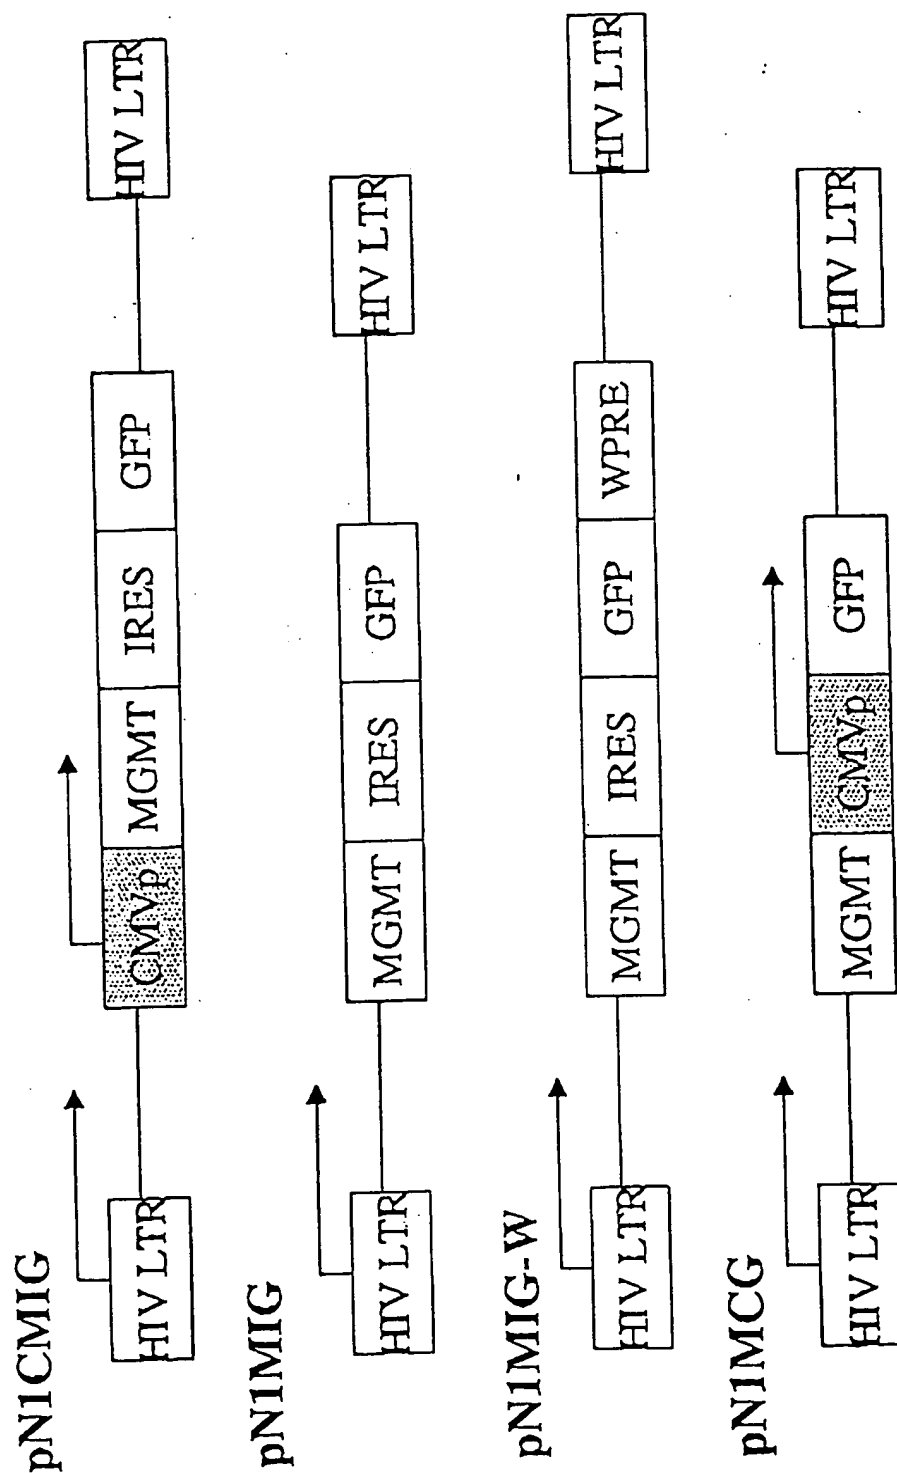 pN1CMIG
HIV LTR CMVp MGMT IRES GFP HIV LTR
pN1MIG
HIV LTR MGMT IRES GFP HIV LTR
pN1MIG-W
HIV LTR MGMT IRES GFP WPRE HIV LTR
pN1MCG
HIV LTR MGMT CMVp GFP HIV LTR